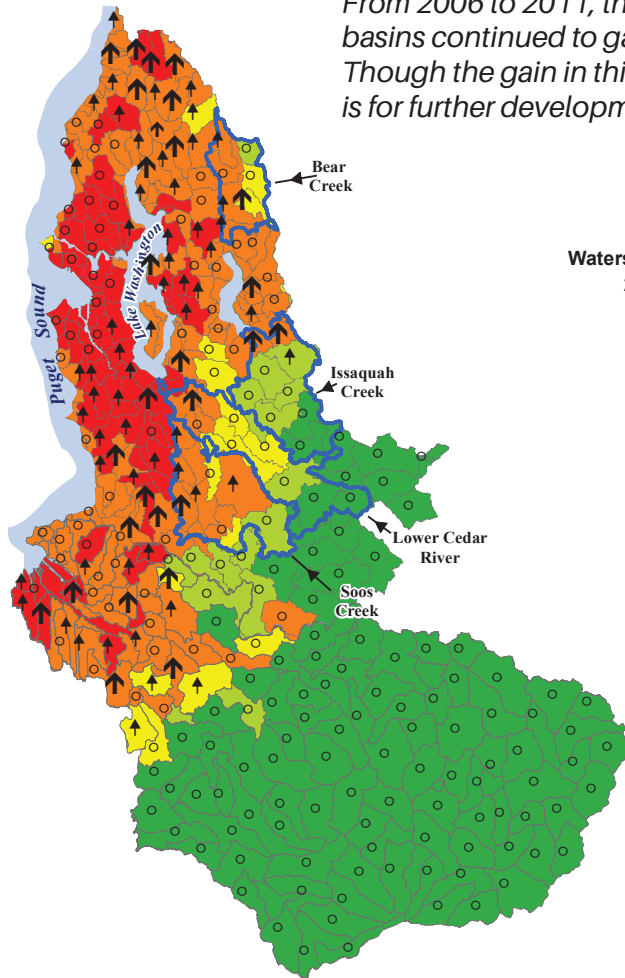 From 2006 to 2011, th
basins continued to ga
Though the gain in thi
is for further developm
Bear
Creek
Waters
Lake Washington
Puget Sound
Issaquah
Creek
Lower Cedar
River
Soos
Creek